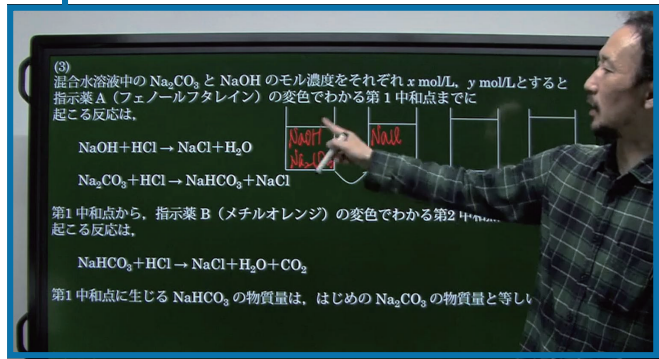 (3)
混合水溶液中の Na₂CO₃ と NaOH のモル濃度をそれぞれ x mol/L, y mol/Lとすると
指示薬 A（フェノールフタレイン）の変色でわかる第 1 中和点までに
起こる反応は,
NaOH+HCl → NaCl+H₂O
Na₂CO₃+HCl → NaHCO₃+NaCl
NaOH
NaCl
第1 中和点から, 指示薬 B（メチルオレンジ）の変色でわかる第2 中和
起こる反応は,
NaHCO₃+HCl → NaCl+H₂O+CO₂
第1 中和点に生じる NaHCO₃ の物質量は, はじめの Na₂CO₃ の物質量と等し